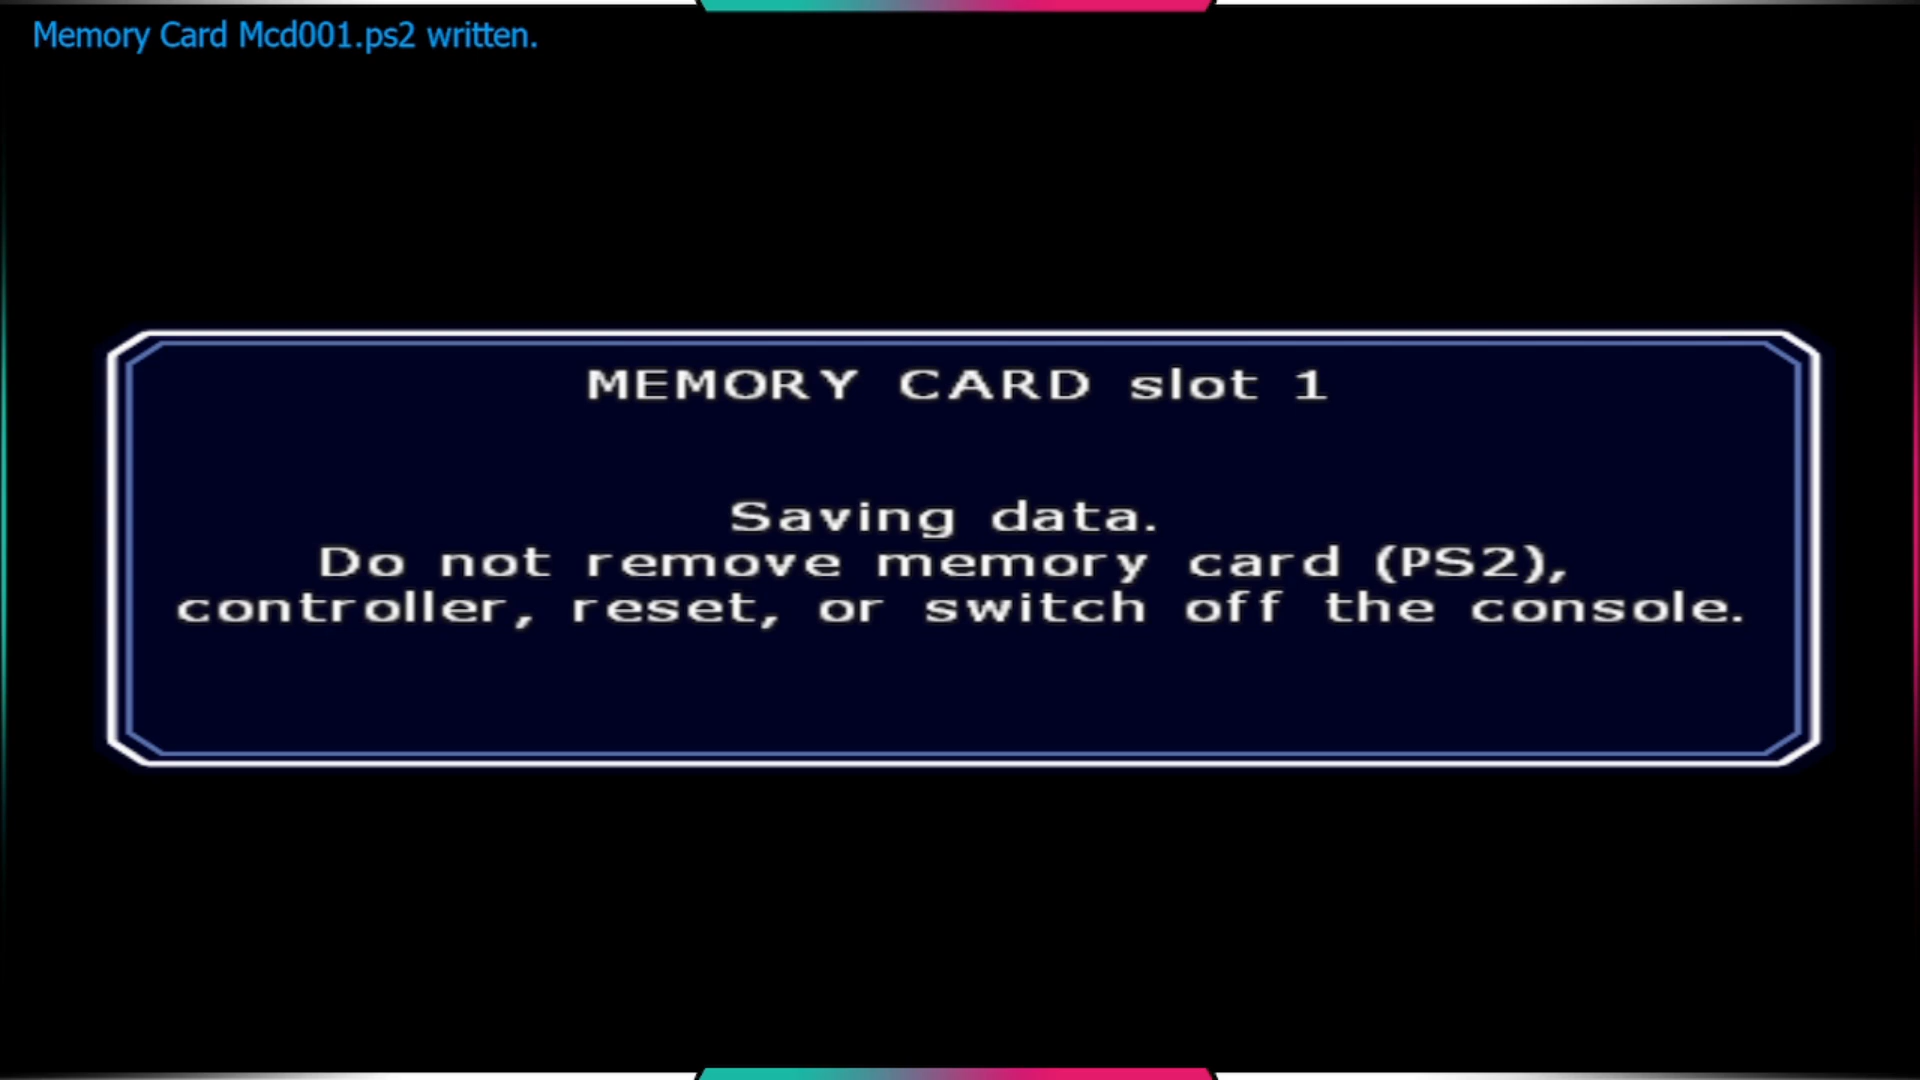 Memory Card Mcd001.ps2 written.
MEMORY CARD slot 1
Saving data.
Do not remove memory card (PS2),
controller, reset, or switch off the console.